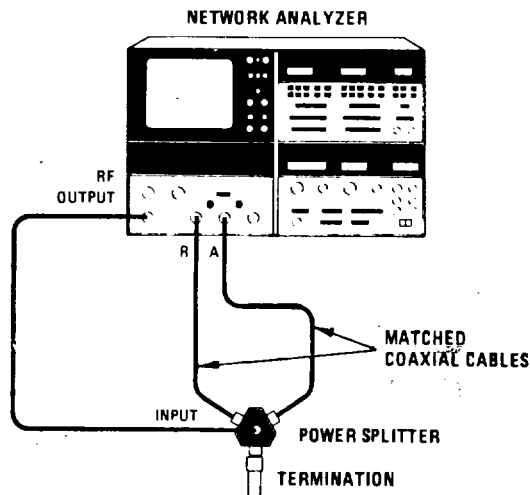 NETWORK ANALYZER
RF
OUTPUT
R A
MATCHED
COAXIAL CABLES
INPUT
POWER SPLITTER
TERMINATION